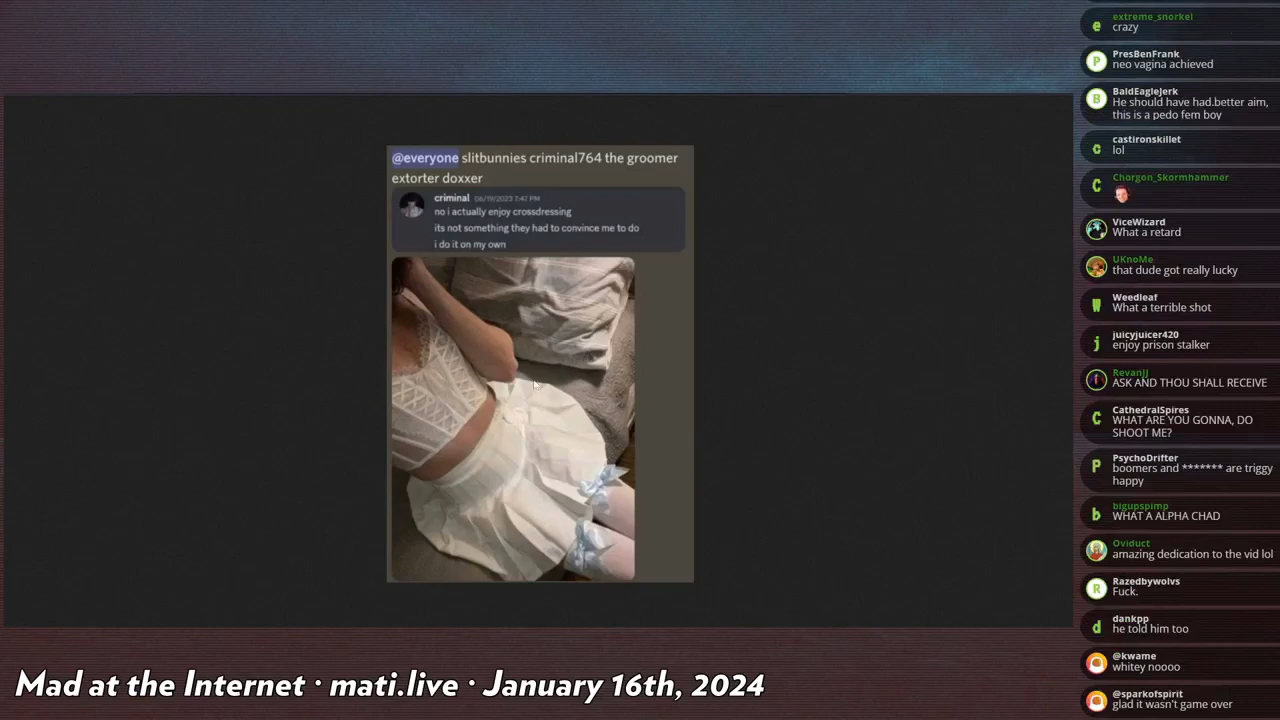 @everyone slitbunnies criminal764 the groomer
extorter doxxer
criminal 06/19/2023 7:47 PM
no i actually enjoy crossdressing
its not something they had to convince me to do
i do it on my own
extreme_snorkel
crazy
PresBenFrank
neo vagina achieved
BaldEagleJerk
He should have had.better aim,
this is a pedo fem boy
castironskillet
lol
Chorgon_Skormhammer
ViceWizard
What a retard
UKnoMe
that dude got really lucky
Weedleaf
What a terrible shot
juicyjuicer420
enjoy prison stalker
RevanJJ
ASK AND THOU SHALL RECEIVE
CathedralSpires
WHAT ARE YOU GONNA, DO
SHOOT ME?
PsychoDrifter
boomers and ******* are triggy
happy
bigupspimp
WHAT A ALPHA CHAD
Oviduct
amazing dedication to the vid lol
Razedbywolvs
Fuck.
dankpp
he told him too
@kwame
whitey noooo
@sparkofspirit
glad it wasn't game over
Mad at the Internet · mati.live · January 16th, 2024